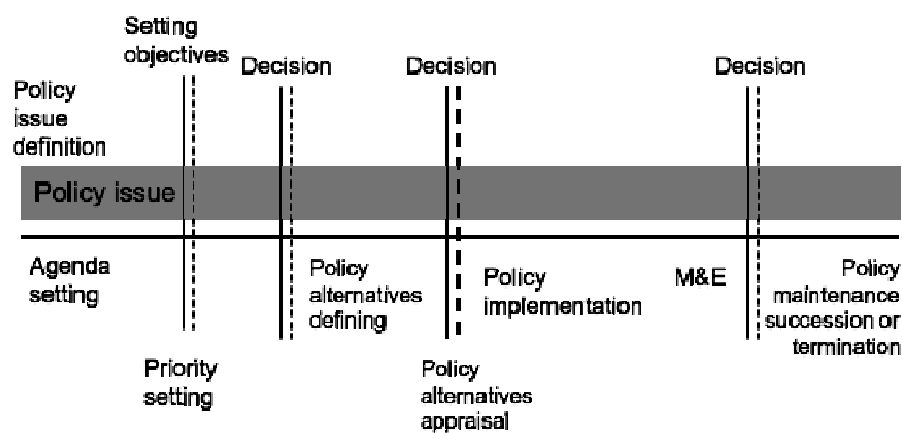 Setting
objectives
Decision
Decision
Decision
Policy
issue
definition
Policy issue
Agenda
setting
Policy
alternatives
defining
Policy
implementation
M&E
Policy
maintenance
succession or
termination
Priority
setting
Policy
alternatives
appraisal